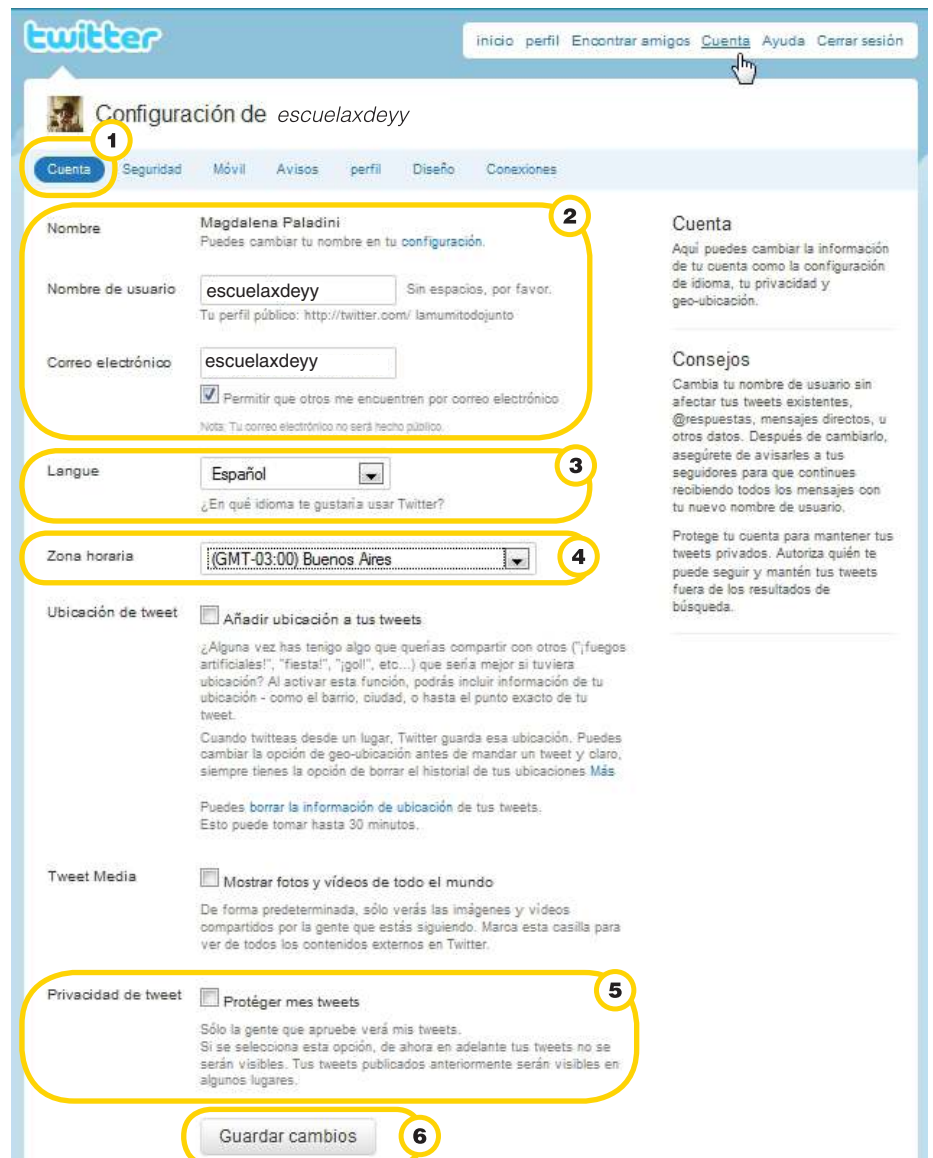 twitter
inicio perfil Encontrar amigos Cuenta Ayuda Cerrar sesión
Configuración de escuelaxdeyy
1
Cuenta Seguridad Móvil Avisos perfil Diseño Conexiones
2
Nombre Magdalena Paladini
Puedes cambiar tu nombre en tu configuración.
Nombre de usuario escuelaxdeyy Sin espacios, por favor.
Tu perfil público: http://twitter.com/ lamumitodojunto
Correo electrónico escuelaxdeyy
Permitir que otros me encuentren por correo electrónico
Nota: Tu correo electrónico no será hecho público.
3
Langue Español
¿En qué idioma te gustaría usar Twitter?
Zona horaria (GMT-03:00) Buenos Aires 4
Ubicación de tweet Añadir ubicación a tus tweets
¿Alguna vez has tenigo algo que querías compartir con otros ("¡fuegos
artificiales!", "fiesta!", "¡gol!", etc...) que sería mejor si tuviera
ubicación? Al activar esta función, podrás incluir información de tu
ubicación - como el barrio, ciudad, o hasta el punto exacto de tu
tweet.
Cuando twitteas desde un lugar, Twitter guarda esa ubicación. Puedes
cambiar la opción de geo-ubicación antes de mandar un tweet y claro,
siempre tienes la opción de borrar el historial de tus ubicaciones Más
Puedes borrar la información de ubicación de tus tweets.
Esto puede tomar hasta 30 minutos.
Tweet Media Mostrar fotos y vídeos de todo el mundo
De forma predeterminada, sólo verás las imágenes y vídeos
compartidos por la gente que estás siguiendo. Marca esta casilla para
ver de todos los contenidos externos en Twitter.
5
Privacidad de tweet Protéger mes tweets
Sólo la gente que apruebe verá mis tweets.
Si se selecciona esta opción, de ahora en adelante tus tweets no se
serán visibles. Tus tweets publicados anteriormente serán visibles en
algunos lugares.
Guardar cambios 6
Cuenta
Aquí puedes cambiar la información
de tu cuenta como la configuración
de idioma, tu privacidad y
geo-ubicación.
Consejos
Cambia tu nombre de usuario sin
afectar tus tweets existentes,
@respuestas, mensajes directos, u
otros datos. Después de cambiarlo,
asegúrete de avisarles a tus
seguidores para que continues
recibiendo todos los mensajes con
tu nuevo nombre de usuario.
Protege tu cuenta para mantener tus
tweets privados. Autoriza quién te
puede seguir y mantén tus tweets
fuera de los resultados de
búsqueda.